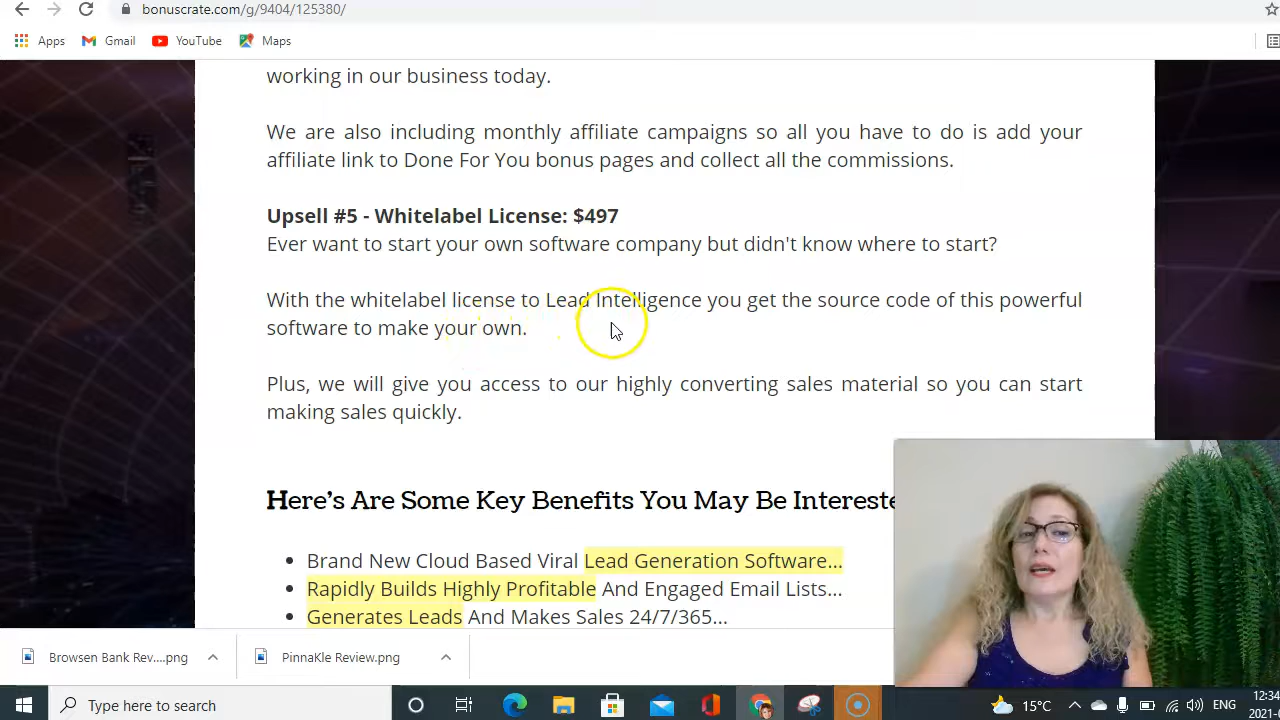 bonuscrate.com/g/9404/125380/
Apps Gmail YouTube Maps
working in our business today.
We are also including monthly affiliate campaigns so all you have to do is add your
affiliate link to Done For You bonus pages and collect all the commissions.
Upsell #5 - Whitelabel License: $497
Ever want to start your own software company but didn't know where to start?
With the whitelabel license to Lead Intelligence you get the source code of this powerful
software to make your own.
Plus, we will give you access to our highly converting sales material so you can start
making sales quickly.
Here's Are Some Key Benefits You May Be Intereste
Brand New Cloud Based Viral Lead Generation Software...
Rapidly Builds Highly Profitable And Engaged Email Lists...
Generates Leads And Makes Sales 24/7/365...
Browsen Bank Rev....png PinnaKle Review.png
Type here to search 15°C ENG 12:34
2021-